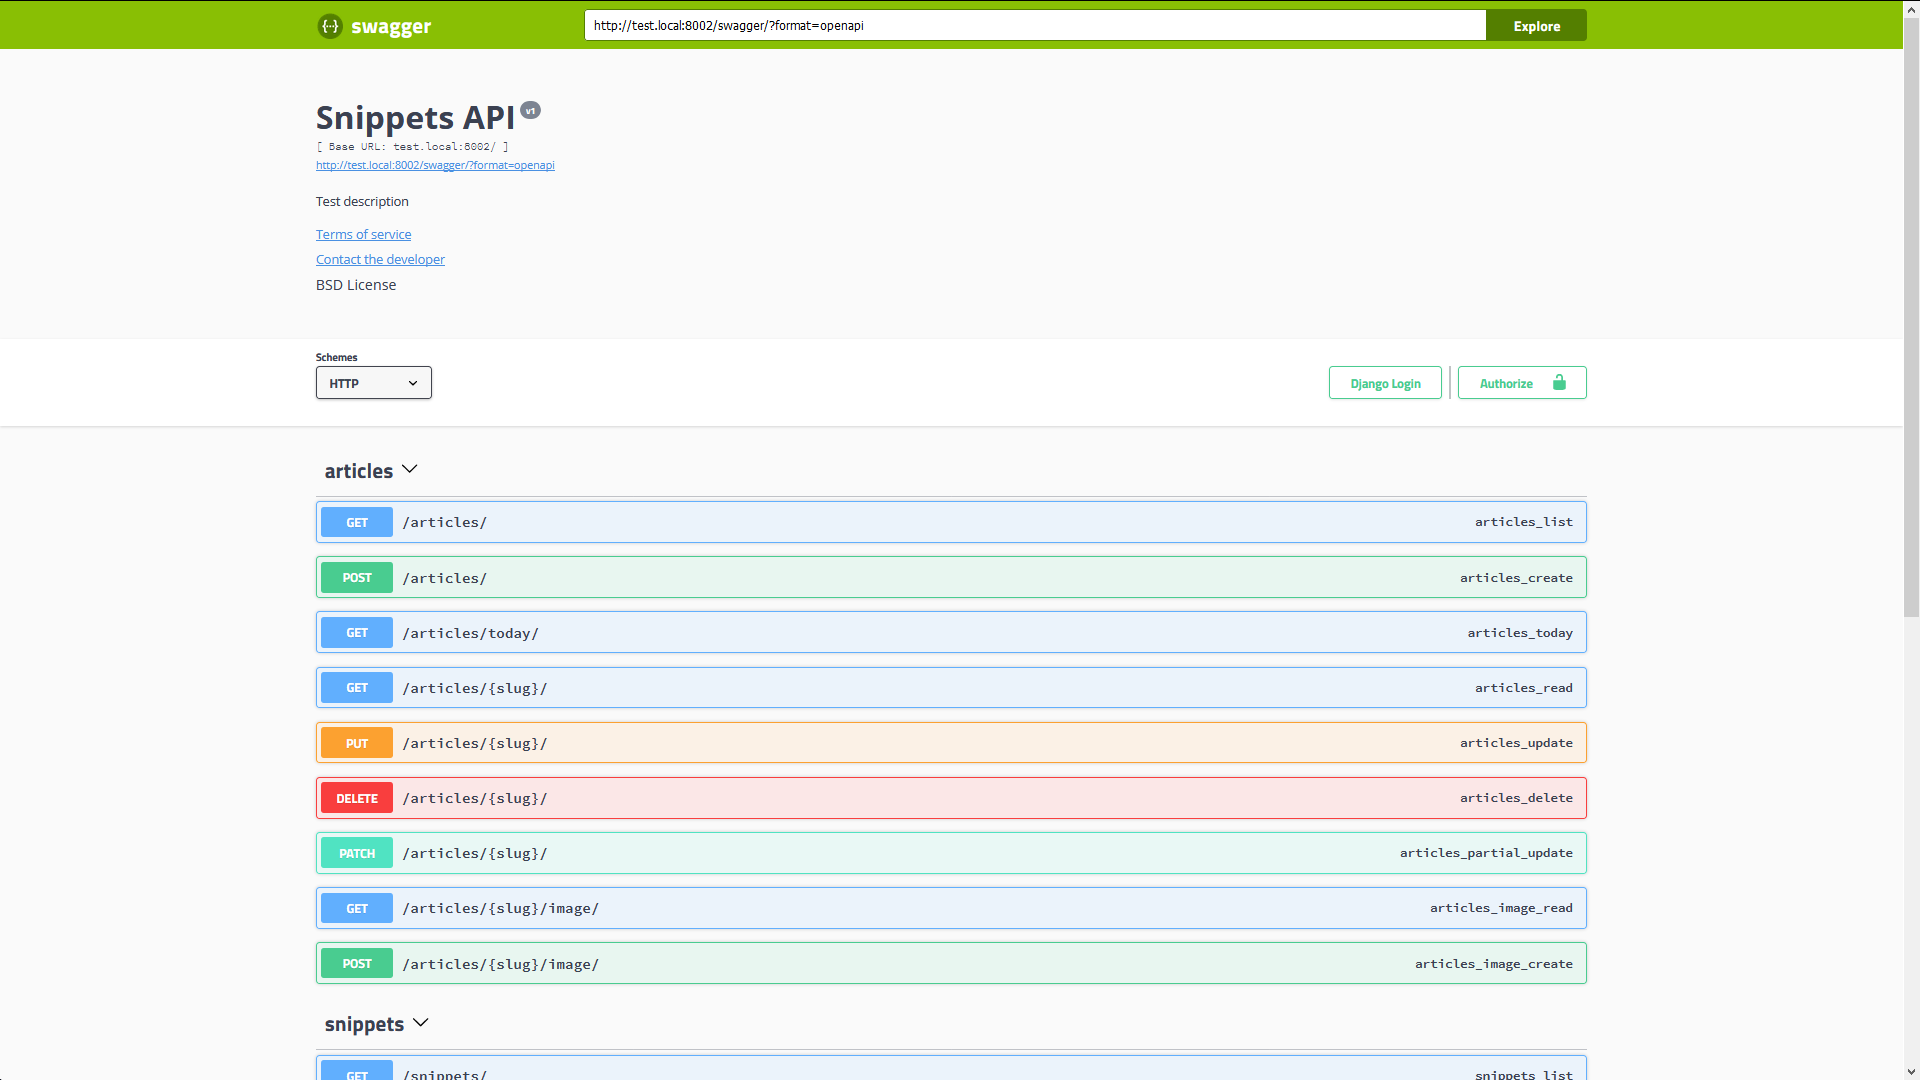 swagger
http://test.local:8002/swagger/?format=openapi
Explore
Snippets API v1
[ Base URL: test.local:8002/ ]
http://test.local:8002/swagger/?format=openapi
Test description
Terms of service
Contact the developer
BSD License
Schemes
HTTP
Django Login
Authorize
articles
GET /articles/ articles_list
POST /articles/ articles_create
GET /articles/today/ articles_today
GET /articles/{slug}/ articles_read
PUT /articles/{slug}/ articles_update
DELETE /articles/{slug}/ articles_delete
PATCH /articles/{slug}/ articles_partial_update
GET /articles/{slug}/image/ articles_image_read
POST /articles/{slug}/image/ articles_image_create
snippets
GET /snippets/ snippets_list